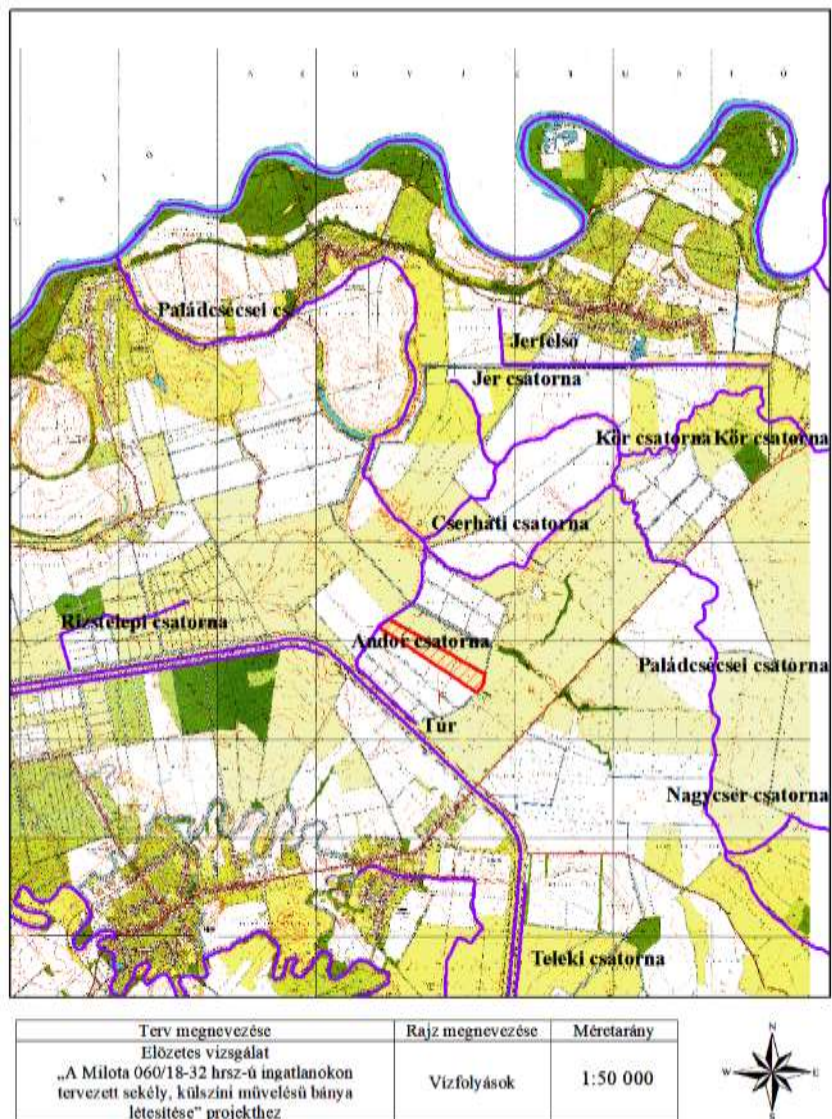 Paládcsécsei cs.
Jerfelső
Jer csatorna
Kör csatorna Kör csatorna
Cserháti csatorna
Rizstelepi csatorna
Andor csatorna
Paládcsécsei csatorna
Túr
Nagycser csatorna
Teleki csatorna
Terv megnevezése
Rajz megnevezése
Méretarány
Előzetes vizsgálat
„A Milota 060/18-32 hrsz-ú ingatlanokon
tervezett sekély, külszíni művelésű bánya
létesítése” projekthez
Vízfolyások
1:50 000
N
W
E
S